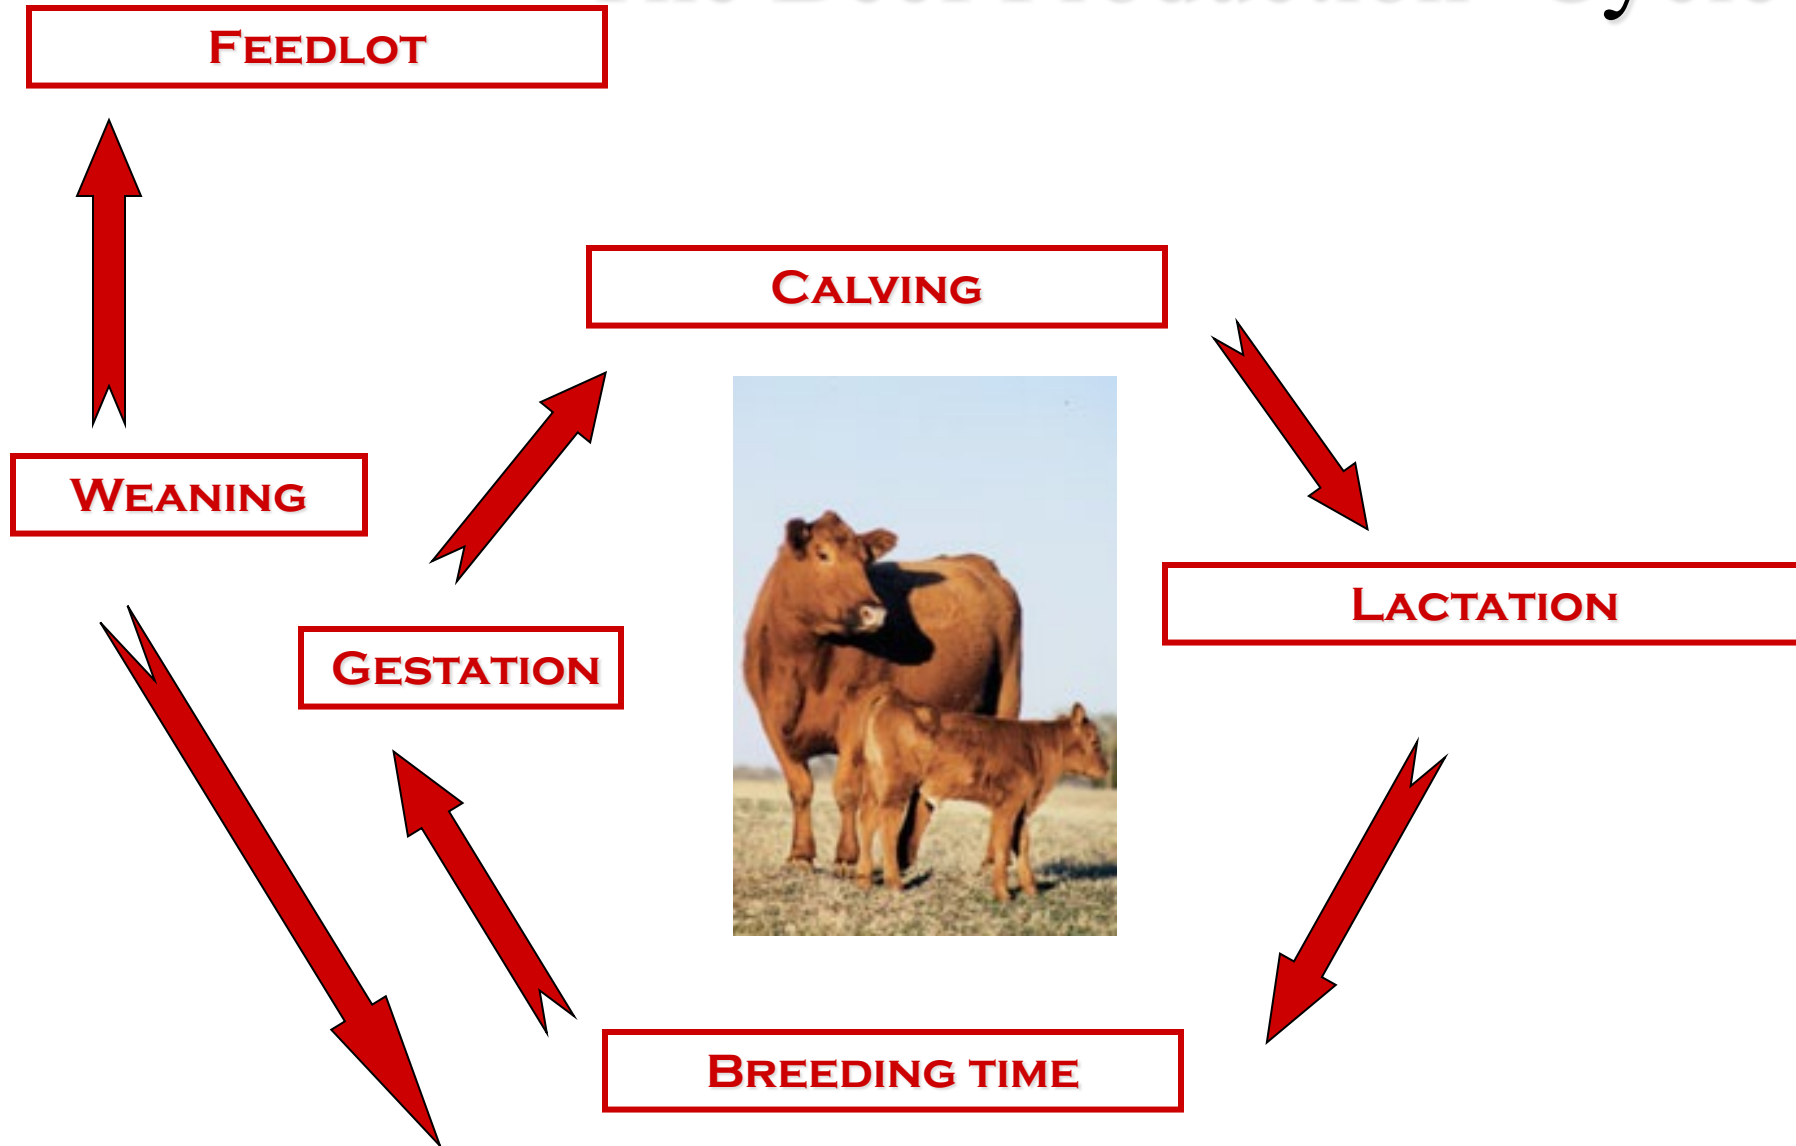 FEEDLOT
CALVING
WEANING
LACTATION
GESTATION
BREEDING TIME